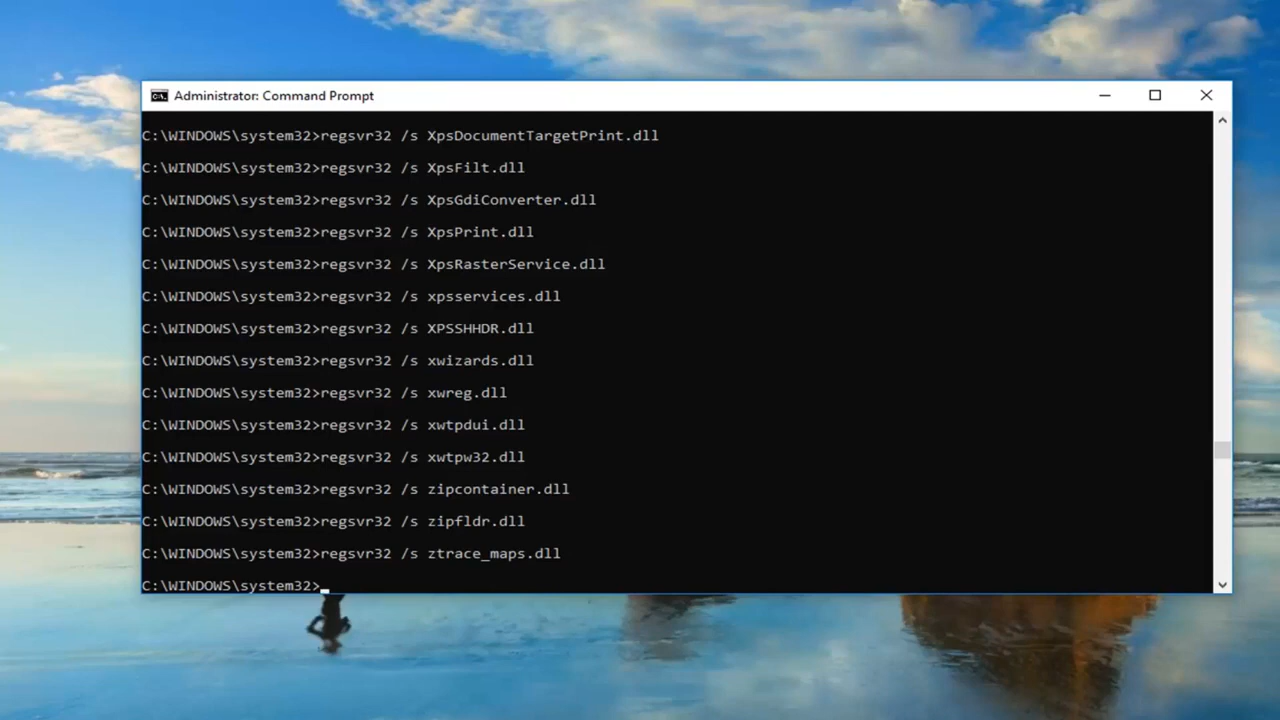 Administrator: Command Prompt
C:\WINDOWS\system32>regsvr32 /s XpsDocumentTargetPrint.dll
C:\WINDOWS\system32>regsvr32 /s XpsFilt.dll
C:\WINDOWS\system32>regsvr32 /s XpsGdiConverter.dll
C:\WINDOWS\system32>regsvr32 /s XpsPrint.dll
C:\WINDOWS\system32>regsvr32 /s XpsRasterService.dll
C:\WINDOWS\system32>regsvr32 /s xpsservices.dll
C:\WINDOWS\system32>regsvr32 /s XPSSHHDR.dll
C:\WINDOWS\system32>regsvr32 /s xwizards.dll
C:\WINDOWS\system32>regsvr32 /s xwreg.dll
C:\WINDOWS\system32>regsvr32 /s xwtpdui.dll
C:\WINDOWS\system32>regsvr32 /s xwtpw32.dll
C:\WINDOWS\system32>regsvr32 /s zipcontainer.dll
C:\WINDOWS\system32>regsvr32 /s zipfldr.dll
C:\WINDOWS\system32>regsvr32 /s ztrace_maps.dll
C:\WINDOWS\system32>